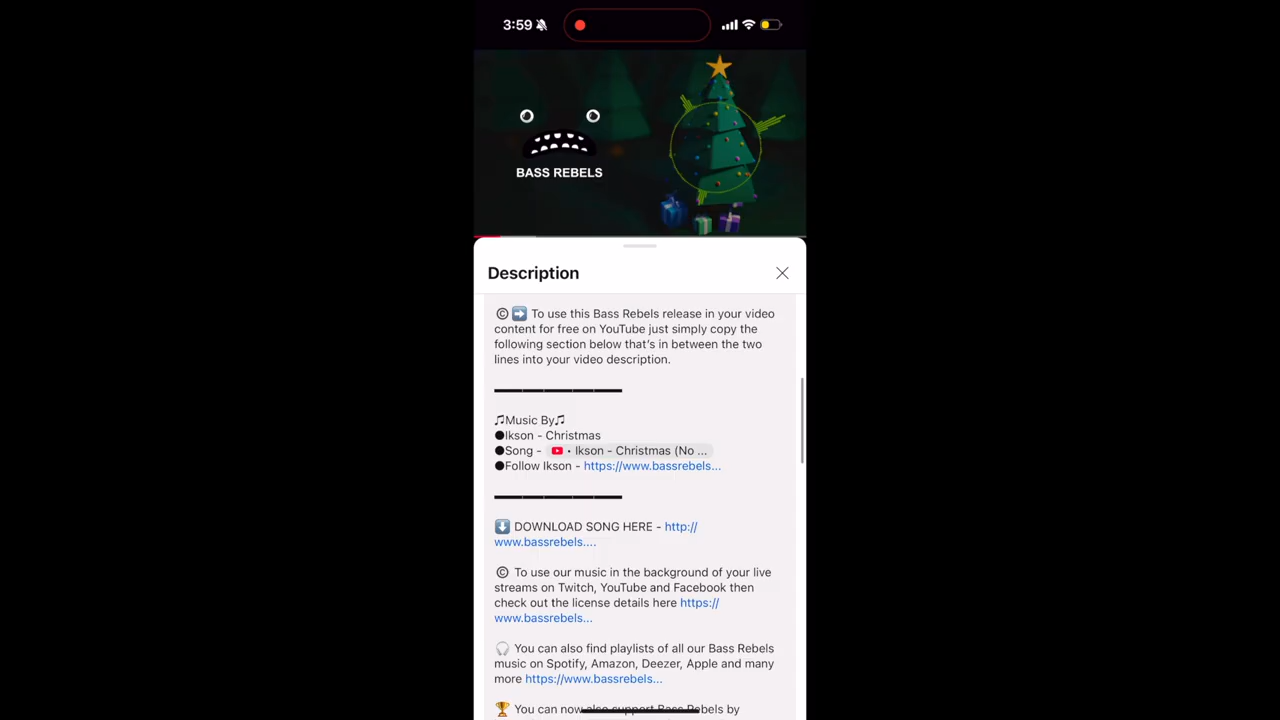 3:59
BASS REBELS
Description
©➡️ To use this Bass Rebels release in your video
content for free on YouTube just simply copy the
following section below that's in between the two
lines into your video description.
▬▬▬▬▬▬
♫Music By♫
●Ikson - Christmas
●Song - • Ikson - Christmas (No ...
●Follow Ikson - https://www.bassrebels...
▬▬▬▬▬▬
⬇️ DOWNLOAD SONG HERE - http://
www.bassrebels....
© To use our music in the background of your live
streams on Twitch, YouTube and Facebook then
check out the license details here https://
www.bassrebels...
🎧 You can also find playlists of all our Bass Rebels
music on Spotify, Amazon, Deezer, Apple and many
more https://www.bassrebels...
🏆 You can now also support Bass Rebels by